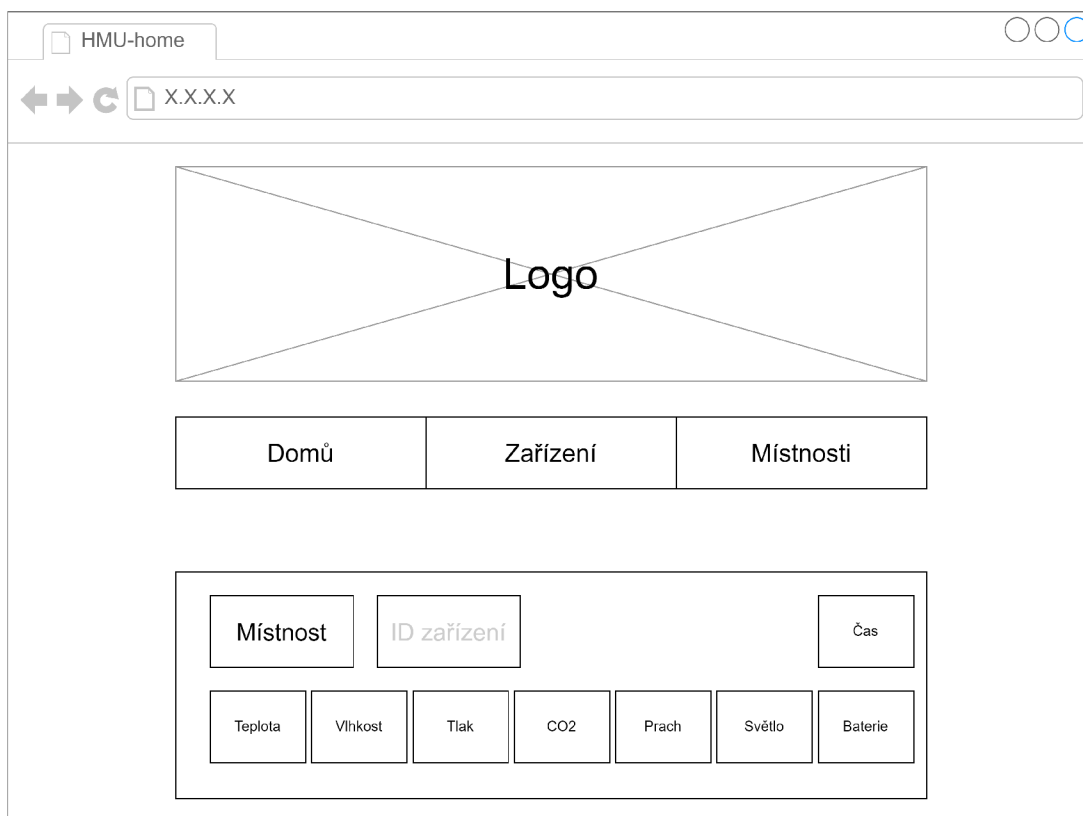 HMU-home
X.X.X.X
Logo
Domů
Zařízení
Místnosti
Místnost
ID zařízení
Čas
Teplota
Vlhkost
Tlak
CO2
Prach
Světlo
Baterie